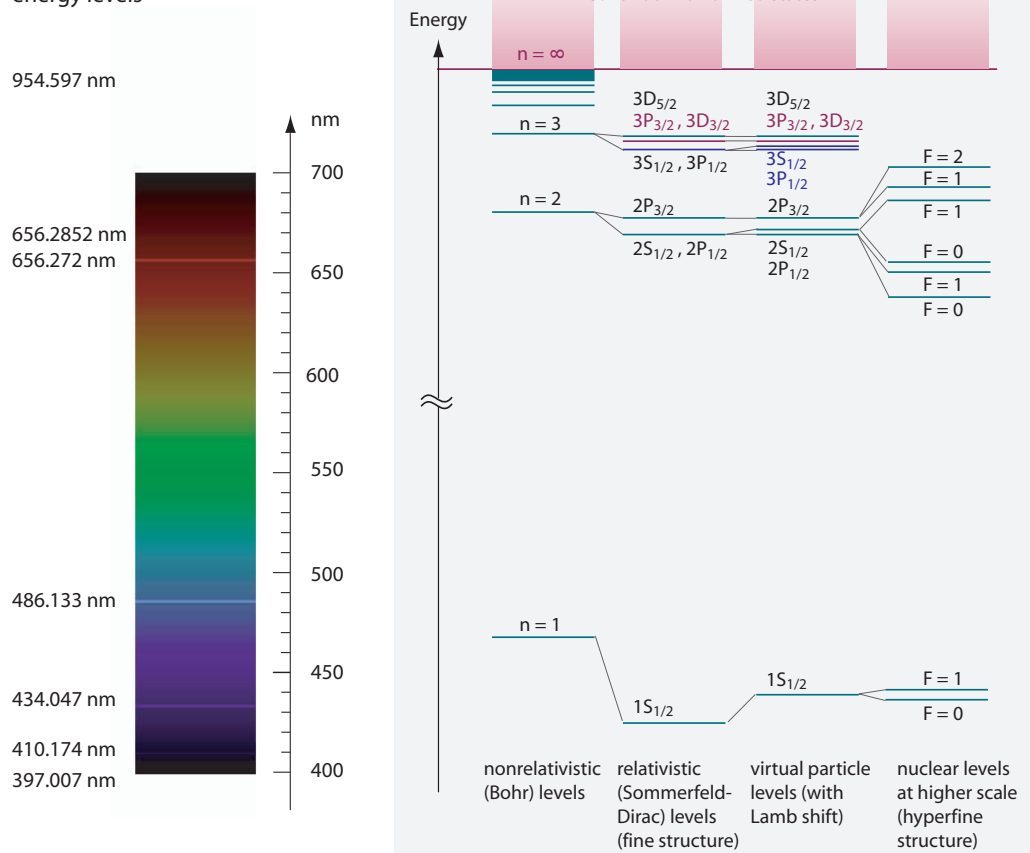 energy levels
954.597 nm
nm
700
656.2852 nm
656.272 nm
650
600
550
500
486.133 nm
450
434.047 nm
410.174 nm
400
397.007 nm
Energy
n = ∞
n = 3
n = 2
n = 1
nonrelativistic
(Bohr) levels
3D5/2
3P3/2 , 3D3/2
3S1/2 , 3P1/2
2P3/2
2S1/2 , 2P1/2
1S1/2
relativistic
(Sommerfeld-
Dirac) levels
(fine structure)
3D5/2
3P3/2 , 3D3/2
3S1/2
3P1/2
2P3/2
2S1/2
2P1/2
1S1/2
virtual particle
levels (with
Lamb shift)
F = 2
F = 1
F = 1
F = 0
F = 1
F = 0
F = 1
F = 0
nuclear levels
at higher scale
(hyperfine
structure)